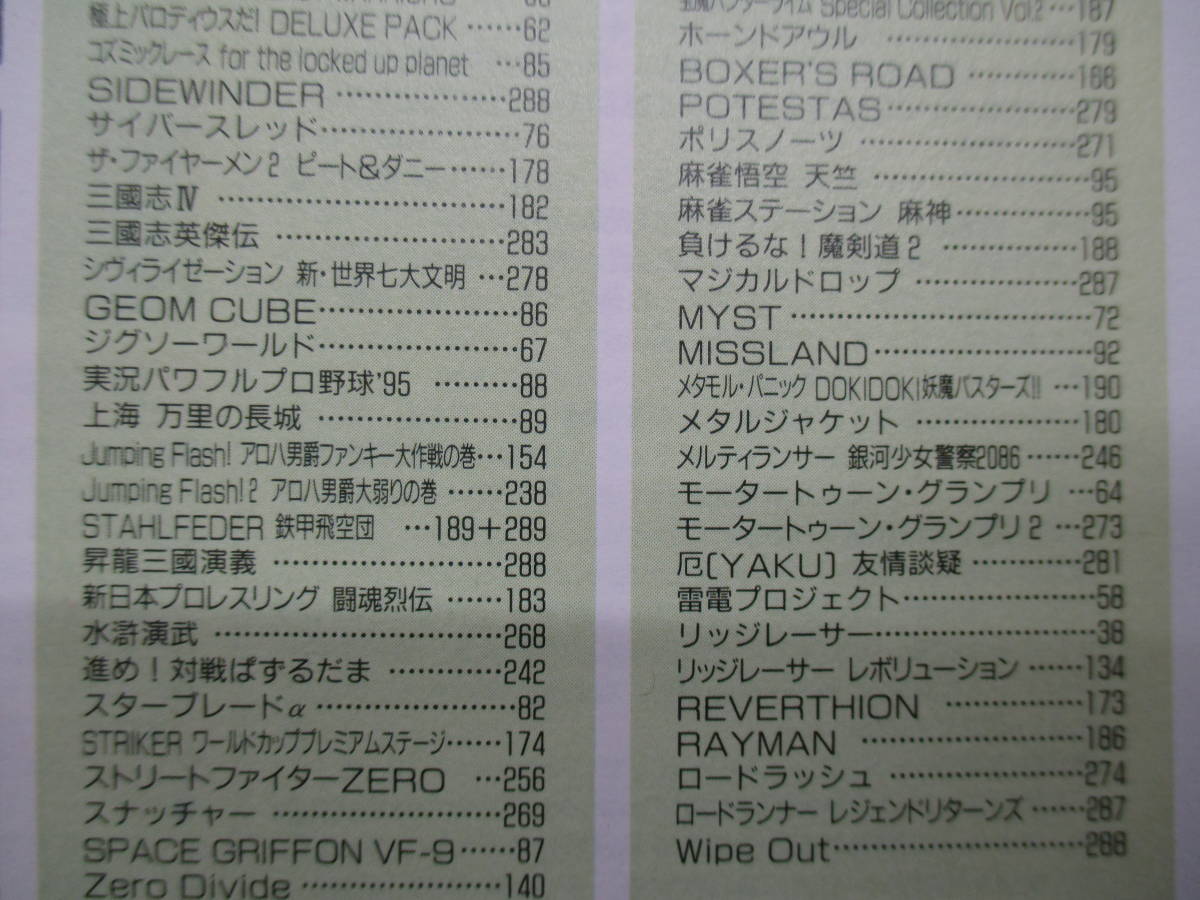 極上パロディウスだ! DELUXE PACK ……62
コズミックレース for the locked up planet …85
SIDEWINDER ………………288
サイバースレッド…………………76
ザ・ファイヤーメン2 ピート&ダニー……178
三國志Ⅳ …………………………182
三國志英傑伝 ……………………283
シヴィライゼーション 新・世界七大文明 …278
GEOM CUBE…………………86
ジグソーワールド…………………67
実況パワフルプロ野球'95 ………88
上海 万里の長城 …………………89
Jumping Flash! アロハ男爵ファンキー大作戦の巻…154
Jumping Flash!2 アロハ男爵大弱りの巻 ……238
STAHLFEDER 鉄甲飛空団 …189+289
昇龍三國演義 ……………………288
新日本プロレスリング 闘魂烈伝 ……183
水滸演武 …………………………268
進め!対戦ぱずるだま …………242
スターブレードα…………………82
STRIKER ワールドカッププレミアムステージ……174
ストリートファイターZERO …256
スナッチャー ……………………269
SPACE GRIFFON VF-9……87
Zero Divide …………………140
Special Collection Vol.2…187
ホーンドアウル …………………179
BOXER'S ROAD …………186
POTESTAS…………………279
ポリスノーツ ……………………271
麻雀悟空 天竺 ……………………95
麻雀ステーション 麻神……………95
負けるな!魔剣道2 ……………188
マジカルドロップ ………………287
MYST ……………………………72
MISSLAND……………………92
メタモル・パニック DOKIDOKI妖魔バスターズ!! …190
メタルジャケット ………………180
メルティランサー 銀河少女警察2086……246
モータートゥーン・グランプリ …64
モータートゥーン・グランプリ2 …273
厄[YAKU] 友情談疑 …………281
雷電プロジェクト…………………58
リッジレーサー……………………38
リッジレーサー レボリューション ……134
REVERTHION ………………173
RAYMAN ……………………186
ロードラッシュ …………………274
ロードランナー レジェンドリターンズ ……287
Wipe Out………………………288